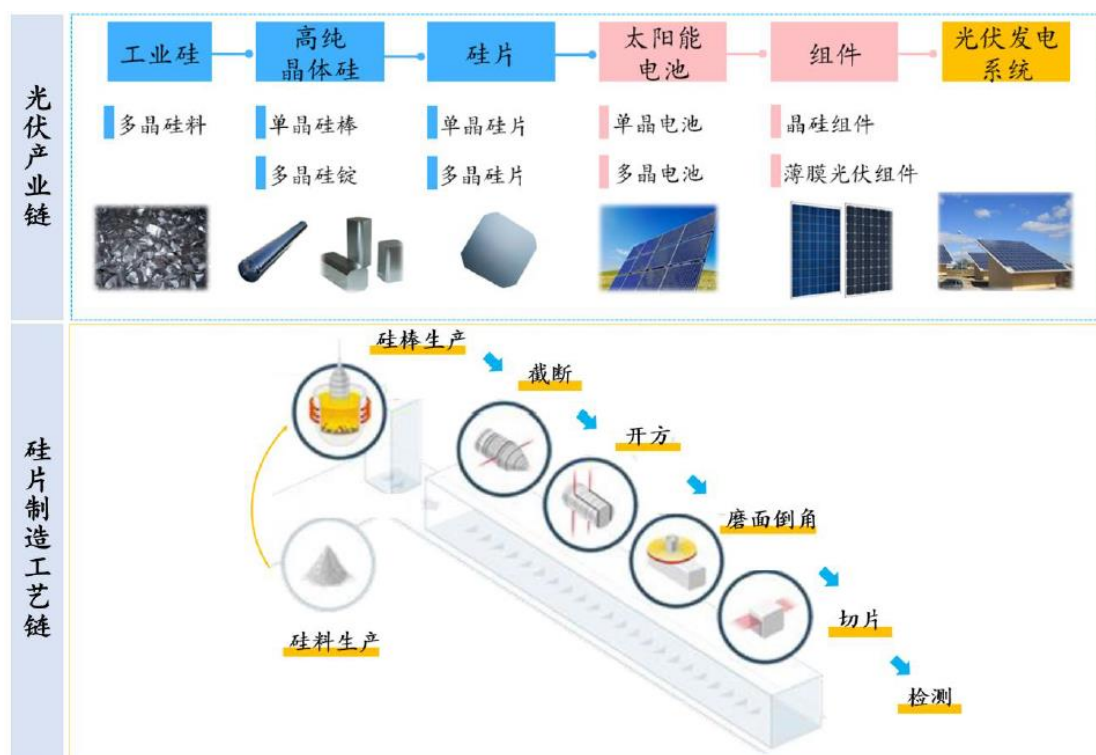 光伏产业链
工业硅
高纯
晶体硅
硅片
太阳能
电池
组件
光伏发电
系统
多晶硅料
单晶硅棒
单晶硅片
单晶电池
晶硅组件
多晶硅锭
多晶硅片
多晶电池
薄膜光伏组件
硅片制造工艺链
硅棒生产
截断
开方
磨面倒角
切片
检测
硅料生产